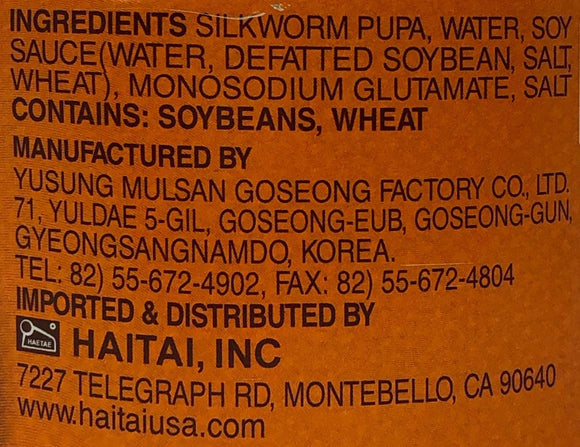 INGREDIENTS SILKWORM PUPA, WATER, SOY
SAUCE(WATER, DEFATTED SOYBEAN, SALT,
WHEAT), MONOSODIUM GLUTAMATE, SALT
CONTAINS: SOYBEANS, WHEAT
MANUFACTURED BY
YUSUNG MULSAN GOSEONG FACTORY CO., LTD.
71, YULDAE 5-GIL, GOSEONG-EUB, GOSEONG-GUN,
GYEONGSANGNAMDO, KOREA.
TEL: 82) 55-672-4902, FAX: 82) 55-672-4804
IMPORTED & DISTRIBUTED BY
HAETAE HAITAI, INC
7227 TELEGRAPH RD, MONTEBELLO, CA 90640
www.haitaiusa.com